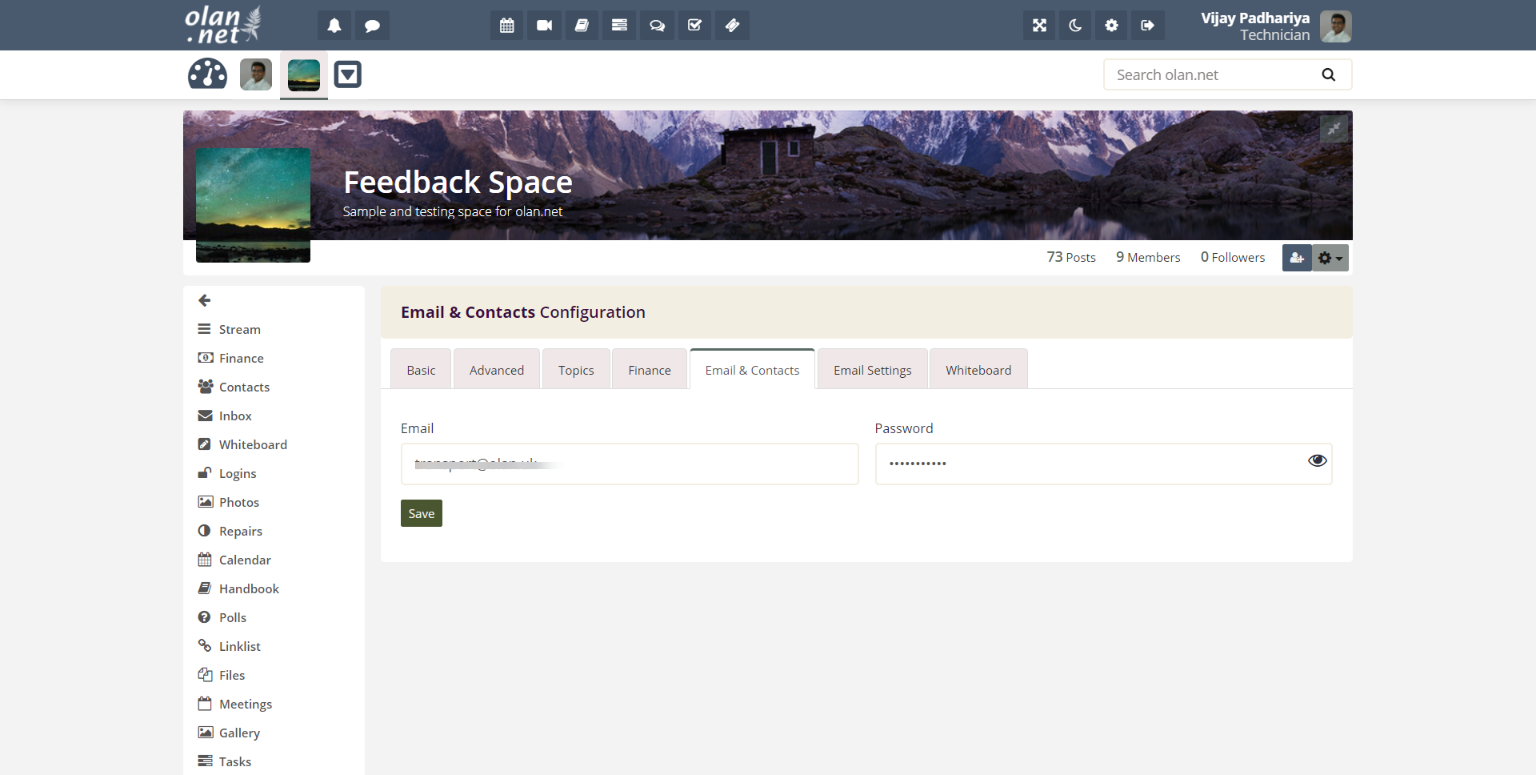 olan
.net
Vijay Padhariya
Technician
Search olan.net
Feedback Space
Sample and testing space for olan.net
73 Posts 9 Members 0 Followers
Stream
Finance
Contacts
Inbox
Whiteboard
Logins
Photos
Repairs
Calendar
Handbook
Polls
Linklist
Files
Meetings
Gallery
Tasks
Email & Contacts Configuration
Basic Advanced Topics Finance Email & Contacts Email Settings Whiteboard
Email
Password
•••••••••••
Save